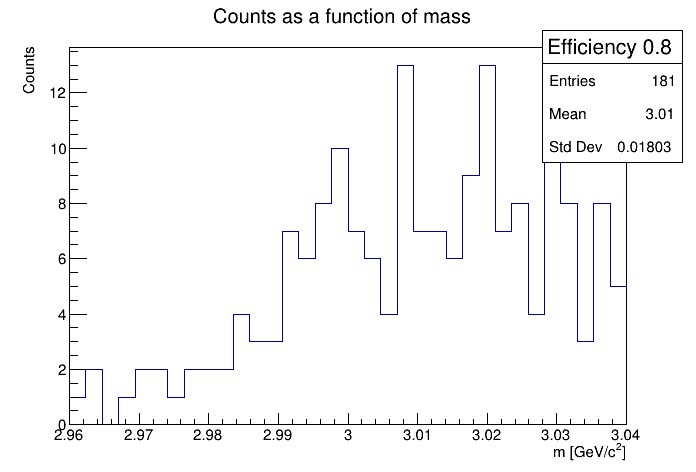 Counts as a function of mass
Counts
Efficiency 0.8
Entries 181
Mean 3.01
Std Dev 0.01803
12
10
8
6
4
2
0
2.96 2.97 2.98 2.99 3 3.01 3.02 3.03 3.04
m [GeV/c²]